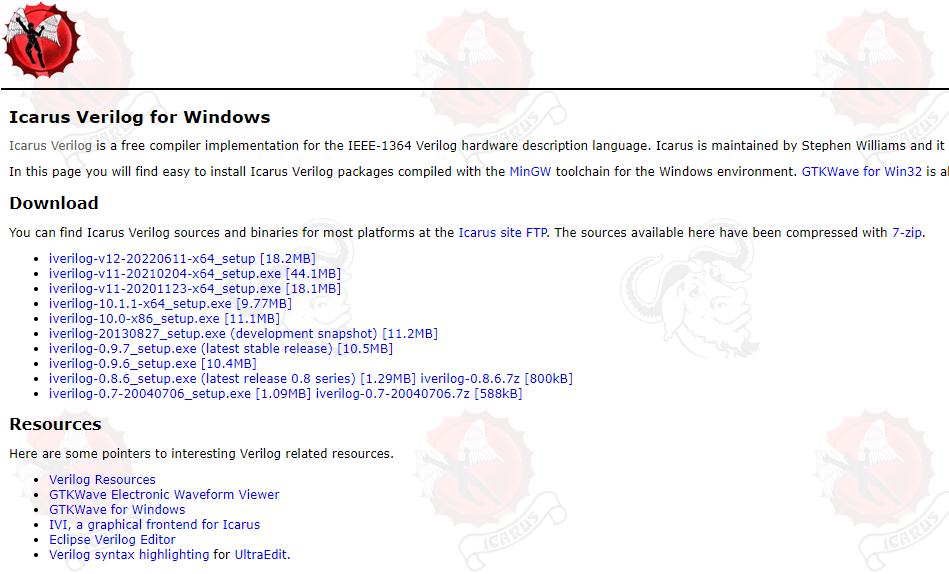 Icarus Verilog for Windows
Icarus Verilog is a free compiler implementation for the IEEE-1364 Verilog hardware description language. Icarus is maintained by Stephen Williams and it
In this page you will find easy to install Icarus Verilog packages compiled with the MinGW toolchain for the Windows environment. GTKWave for Win32 is al
Download
You can find Icarus Verilog sources and binaries for most platforms at the Icarus site FTP. The sources available here have been compressed with 7-zip.
iverilog-v12-20220611-x64_setup [18.2MB]
iverilog-v11-20210204-x64_setup.exe [44.1MB]
iverilog-v11-20201123-x64_setup.exe [18.1MB]
iverilog-10.1.1-x64_setup.exe [9.77MB]
iverilog-10.0-x86_setup.exe [11.1MB]
iverilog-20130827_setup.exe (development snapshot) [11.2MB]
iverilog-0.9.7_setup.exe (latest stable release) [10.5MB]
iverilog-0.9.6_setup.exe [10.4MB]
iverilog-0.8.6_setup.exe (latest release 0.8 series) [1.29MB] iverilog-0.8.6.7z [800kB]
iverilog-0.7-20040706_setup.exe [1.09MB] iverilog-0.7-20040706.7z [588kB]
Resources
Here are some pointers to interesting Verilog related resources.
Verilog Resources
GTKWave Electronic Waveform Viewer
GTKWave for Windows
IVI, a graphical frontend for Icarus
Eclipse Verilog Editor
Verilog syntax highlighting for UltraEdit.
ICARUS
ICARUS
ICARUS
ICARUS
ICARUS
ICARUS